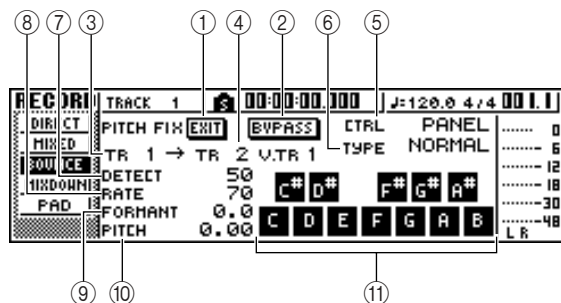 ⑧ ⑦ ③ ① ④ ② ⑥ ⑤
RECORD TRACK 1 S 00:00:00.000 ♩=120.0 4/4 001.1
DIRECT PITCH FIX EXIT BYPASS CTRL PANEL 0
MIXED TYPE NORMAL 6
BOUNCE TR 1 → TR 2 V.TR 1 12
MIXDOWN DETECT 50 C# D# F# G# A# 18
PAD RATE 70 30
FORMANT 0.0 C D E F G A B 48
PITCH 0.00 L R
⑨ ⑩ ⑪